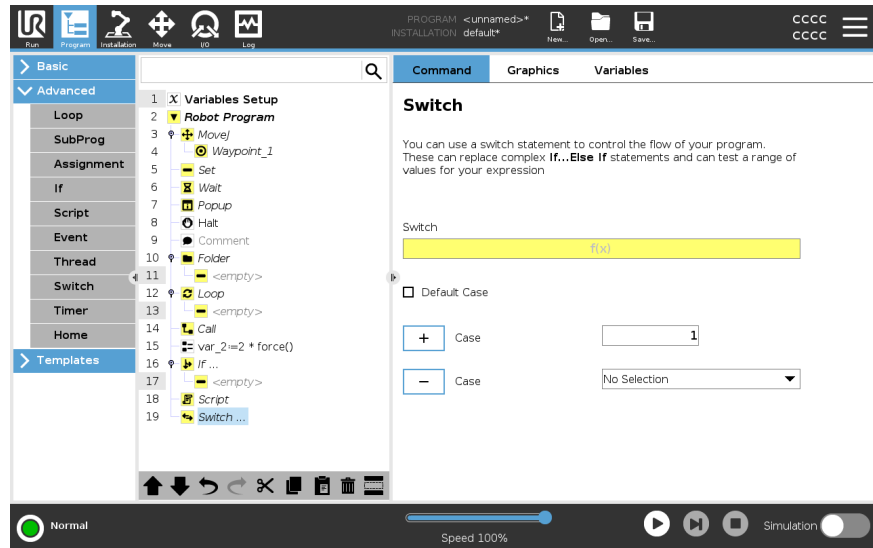 UR
PROGRAM <unnamed>*
INSTALLATION default*
CCCC
CCCC
Run Program Installation Move I/O Log New... Open... Save...
Basic
Advanced
Loop
SubProg
Assignment
If
Script
Event
Thread
Switch
Timer
Home
Templates
1 X Variables Setup
2 Robot Program
3 MoveJ
4 Waypoint_1
5 Set
6 Wait
7 Popup
8 Halt
9 Comment
10 Folder
11 <empty>
12 Loop
13 <empty>
14 Call
15 var_2:=2 * force()
16 If ...
17 <empty>
18 Script
19 Switch ...
Command Graphics Variables
Switch
You can use a switch statement to control the flow of your program.
These can replace complex If...Else If statements and can test a range of
values for your expression
Switch
f(x)
Default Case
+ Case 1
− Case No Selection
Normal
Speed 100%
Simulation